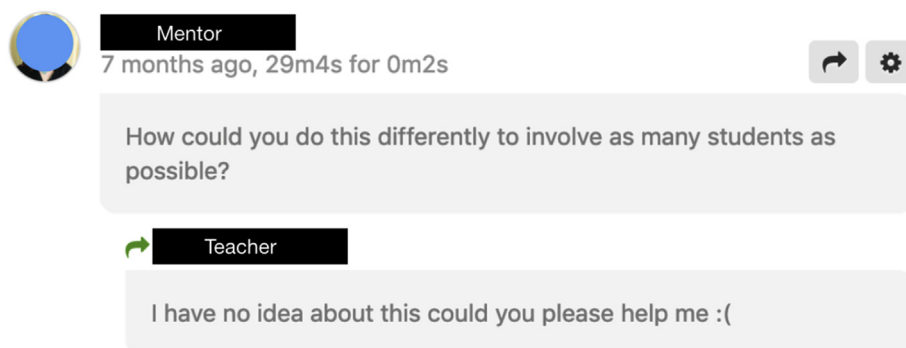 Mentor
7 months ago, 29m4s for 0m2s
How could you do this differently to involve as many students as
possible?
Teacher
I have no idea about this could you please help me :(